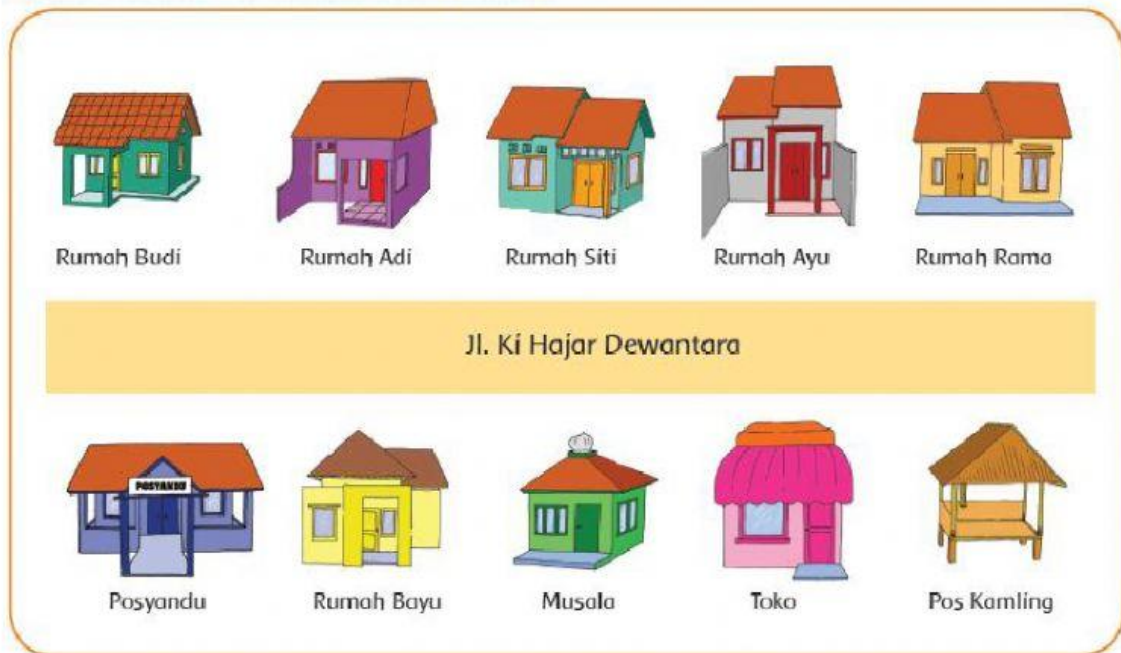 Rumah Budi
Rumah Adi
Rumah Siti
Rumah Ayu
Rumah Rama
Jl. Ki Hajar Dewantara
POSYANDU
Posyandu
Rumah Bayu
Musala
Toko
Pos Kamling